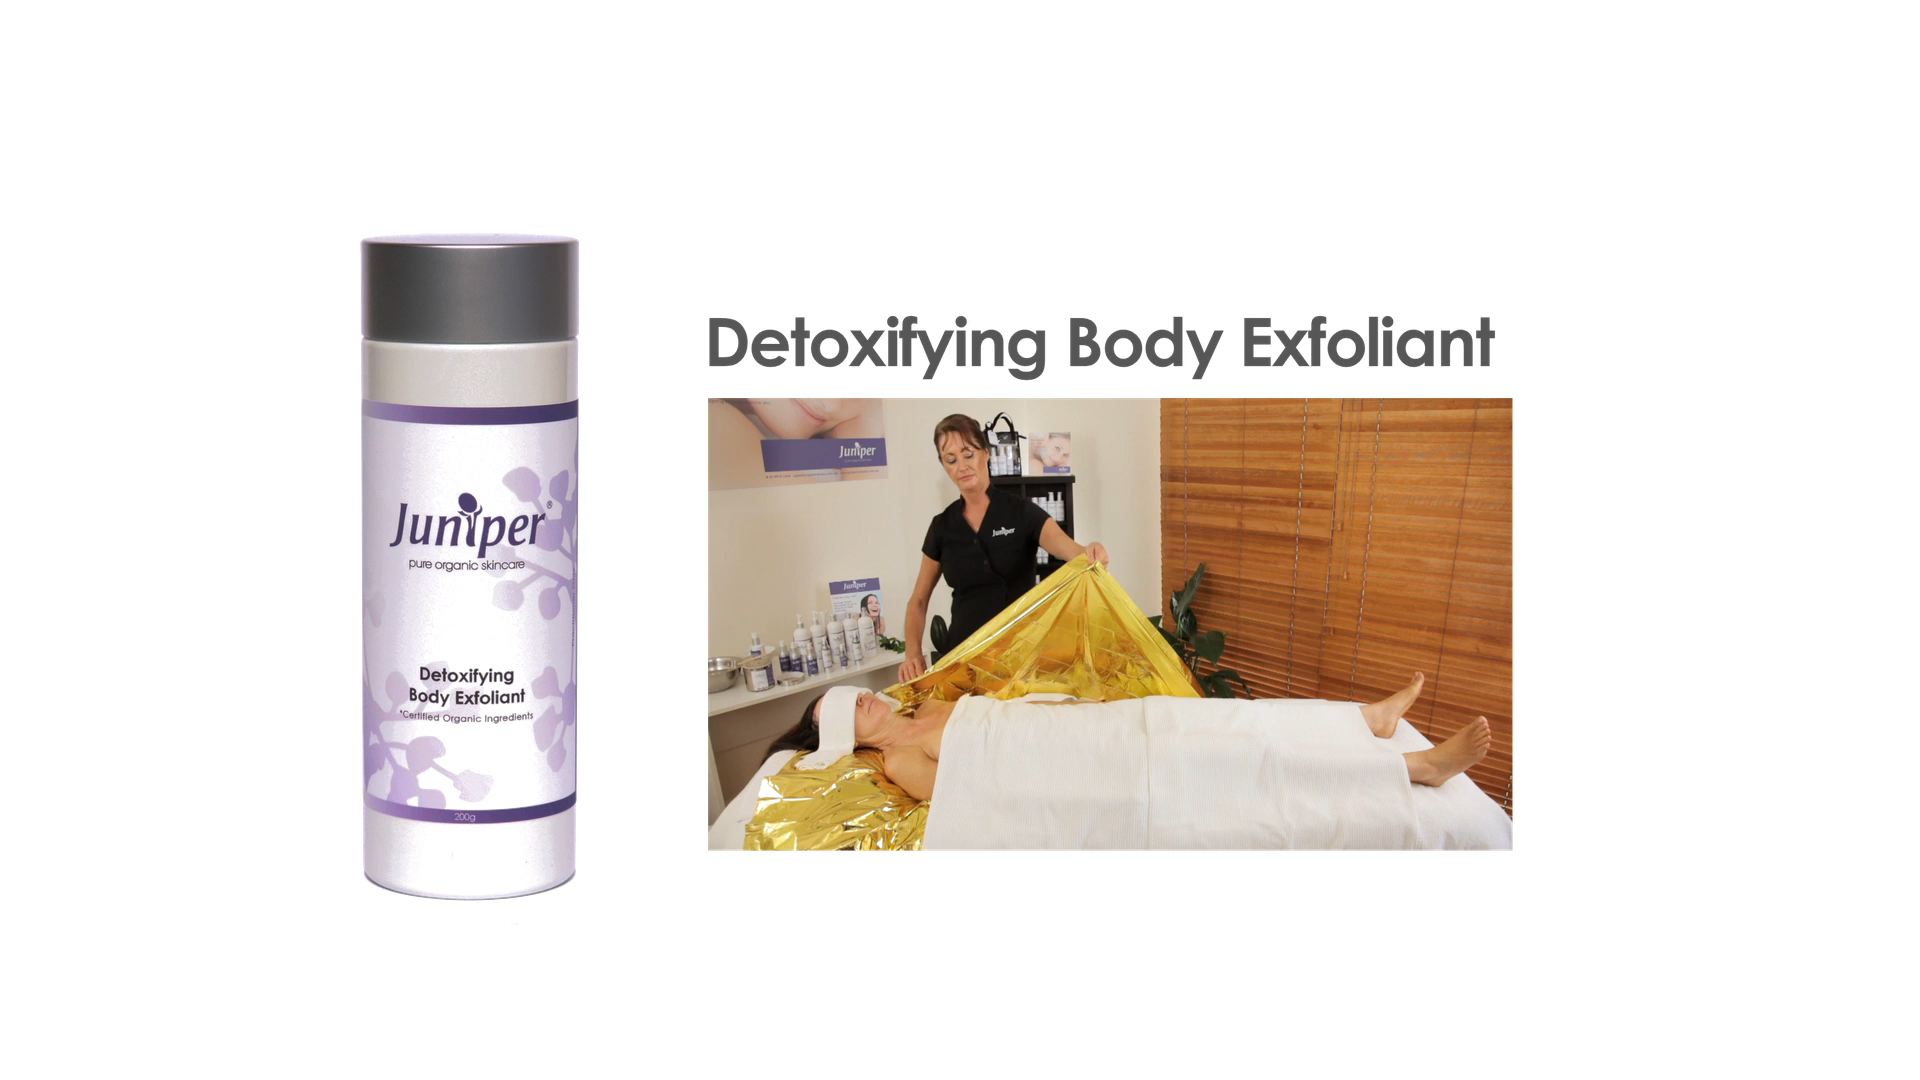 Juniper®
pure organic skincare
Detoxifying
Body Exfoliant
*Certified Organic Ingredients
200g
Detoxifying Body Exfoliant
Juniper
Juniper
Juniper